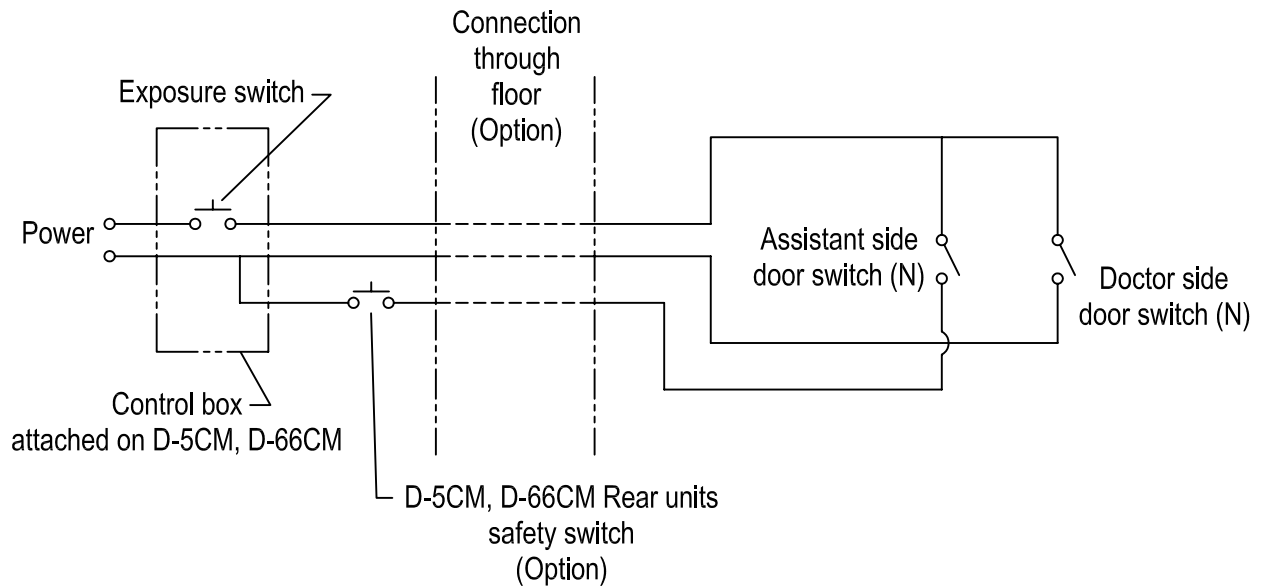 Connection
through
floor
(Option)
Exposure switch
Power
Assistant side
door switch (N)
Doctor side
door switch (N)
Control box
attached on D-5CM, D-66CM
D-5CM, D-66CM Rear units
safety switch
(Option)